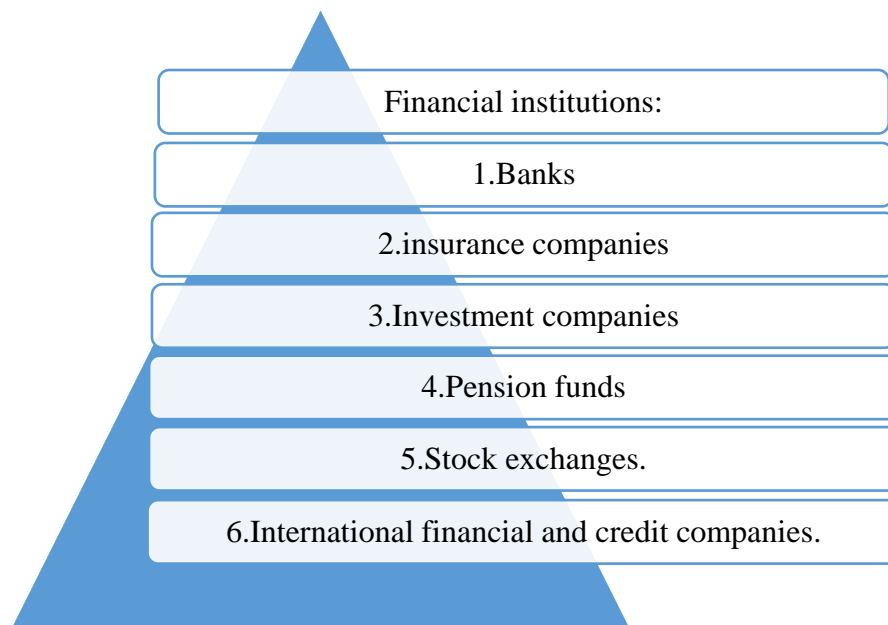 Financial institutions:
1.Banks
2.insurance companies
3.Investment companies
4.Pension funds
5.Stock exchanges.
6.International financial and credit companies.